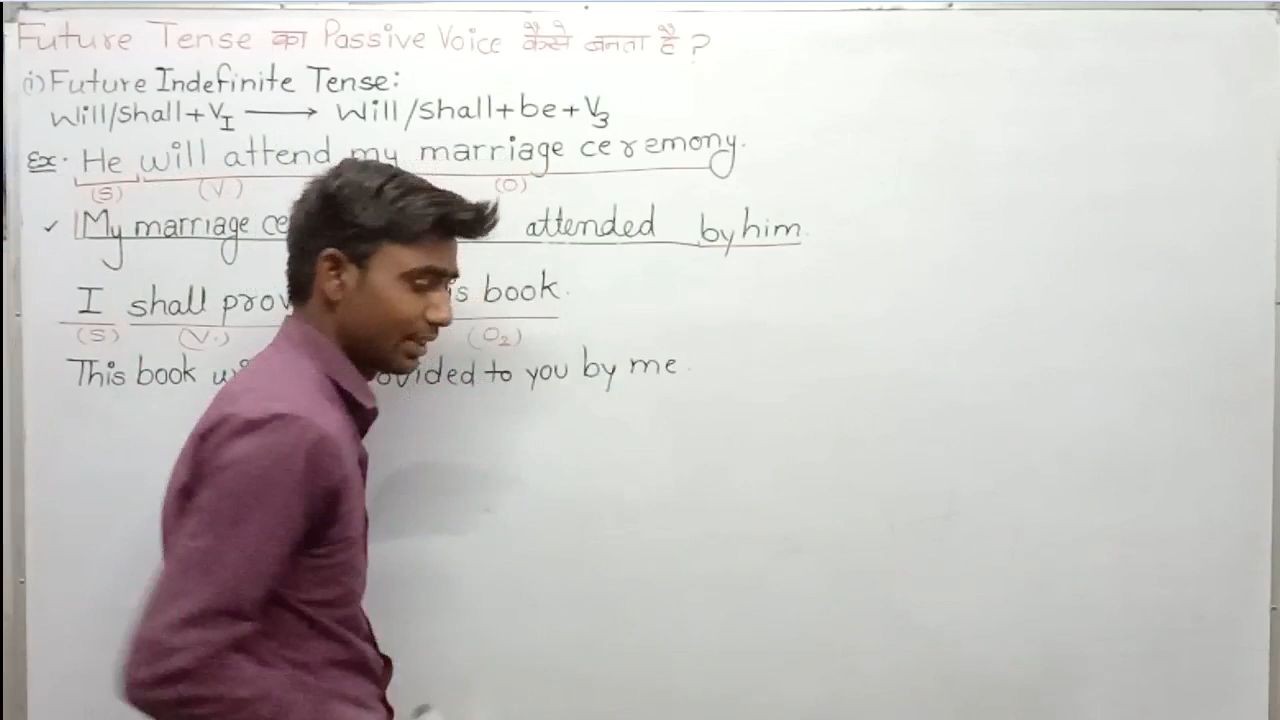 Future Tense का Passive Voice कैसे बनता है ?
(i) Future Indefinite Tense:
Will/Shall+V1 ⟶ Will/Shall+be+V3
Ex. He will attend my marriage ceremony.
(S) (V) (O)
✓ My marriage attended by him.
I shall book.
(S) (V.) (O2)
This book to you by me.